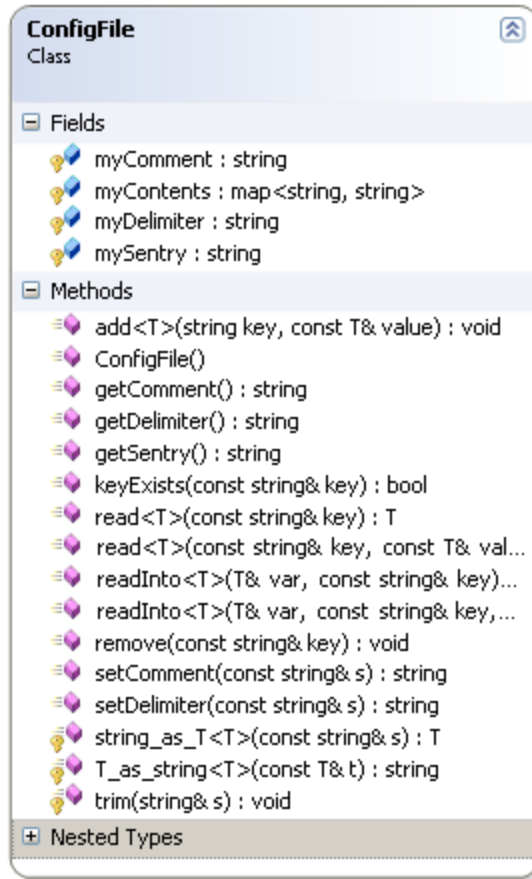 ConfigFile
Class
Fields
myComment : string
myContents : map<string, string>
myDelimiter : string
mySentry : string
Methods
add<T>(string key, const T& value) : void
ConfigFile()
getComment() : string
getDelimiter() : string
getSentry() : string
keyExists(const string& key) : bool
read<T>(const string& key) : T
read<T>(const string& key, const T& val...
readInto<T>(T& var, const string& key)...
readInto<T>(T& var, const string& key,...
remove(const string& key) : void
setComment(const string& s) : string
setDelimiter(const string& s) : string
string_as_T<T>(const string& s) : T
T_as_string<T>(const T& t) : string
trim(string& s) : void
Nested Types